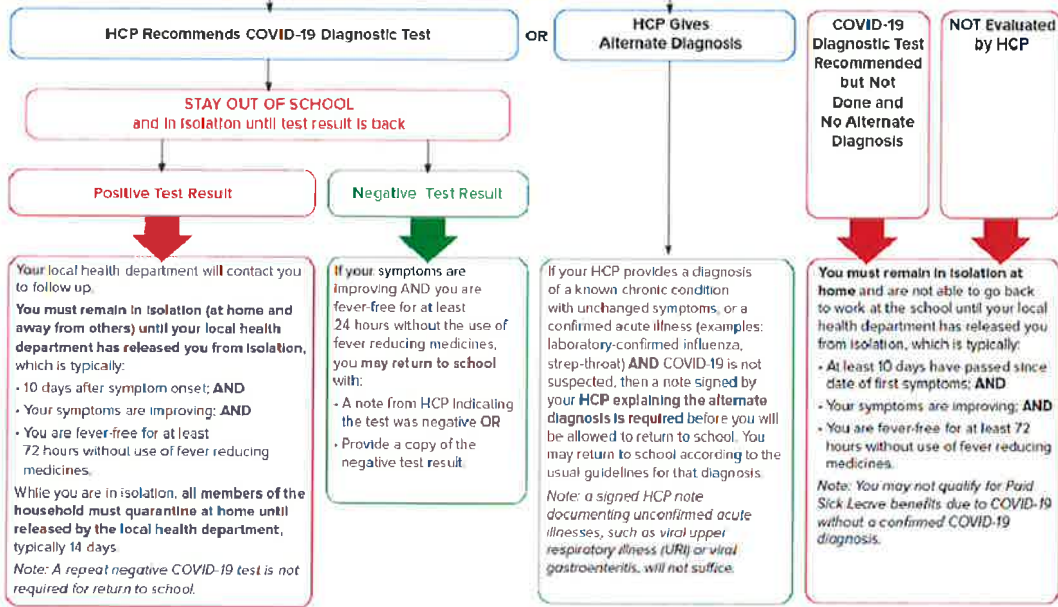 HCP Recommends COVID-19 Diagnostic Test
OR
HCP Gives
Alternate Diagnosis
COVID-19
Diagnostic Test
Recommended
but Not
Done and
No Alternate
Diagnosis
NOT Evaluated
by HCP
STAY OUT OF SCHOOL
and in isolation until test result is back
Positive Test Result
Negative Test Result
Your local health department will contact you
to follow up.
You must remain in isolation (at home and
away from others) until your local health
department has released you from isolation,
which is typically:
• 10 days after symptom onset; AND
• Your symptoms are improving; AND
• You are fever-free for at least
72 hours without use of fever reducing
medicines.
While you are in isolation, all members of the
household must quarantine at home until
released by the local health department,
typically 14 days
Note: A repeat negative COVID-19 test is not
required for return to school.
If your symptoms are
improving AND you are
fever-free for at least
24 hours without the use of
fever reducing medicines,
you may return to school
with:
• A note from HCP indicating
the test was negative OR
• Provide a copy of the
negative test result
If your HCP provides a diagnosis
of a known chronic condition
with unchanged symptoms, or a
confirmed acute illness (examples:
laboratory-confirmed influenza,
strep-throat) AND COVID-19 is not
suspected, then a note signed by
your HCP explaining the alternate
diagnosis is required before you will
be allowed to return to school. You
may return to school according to the
usual guidelines for that diagnosis.
Note: a signed HCP note
documenting unconfirmed acute
illnesses, such as viral upper
respiratory illness (URI) or viral
gastroenteritis, will not suffice.
You must remain in isolation at
home and are not able to go back
to work at the school until your local
health department has released you
from isolation, which is typically:
• At least 10 days have passed since
date of first symptoms; AND
• Your symptoms are improving; AND
• You are fever-free for at least 72
hours without use of fever reducing
medicines.
Note: You may not qualify for Paid
Sick Leave benefits due to COVID-19
without a confirmed COVID-19
diagnosis.